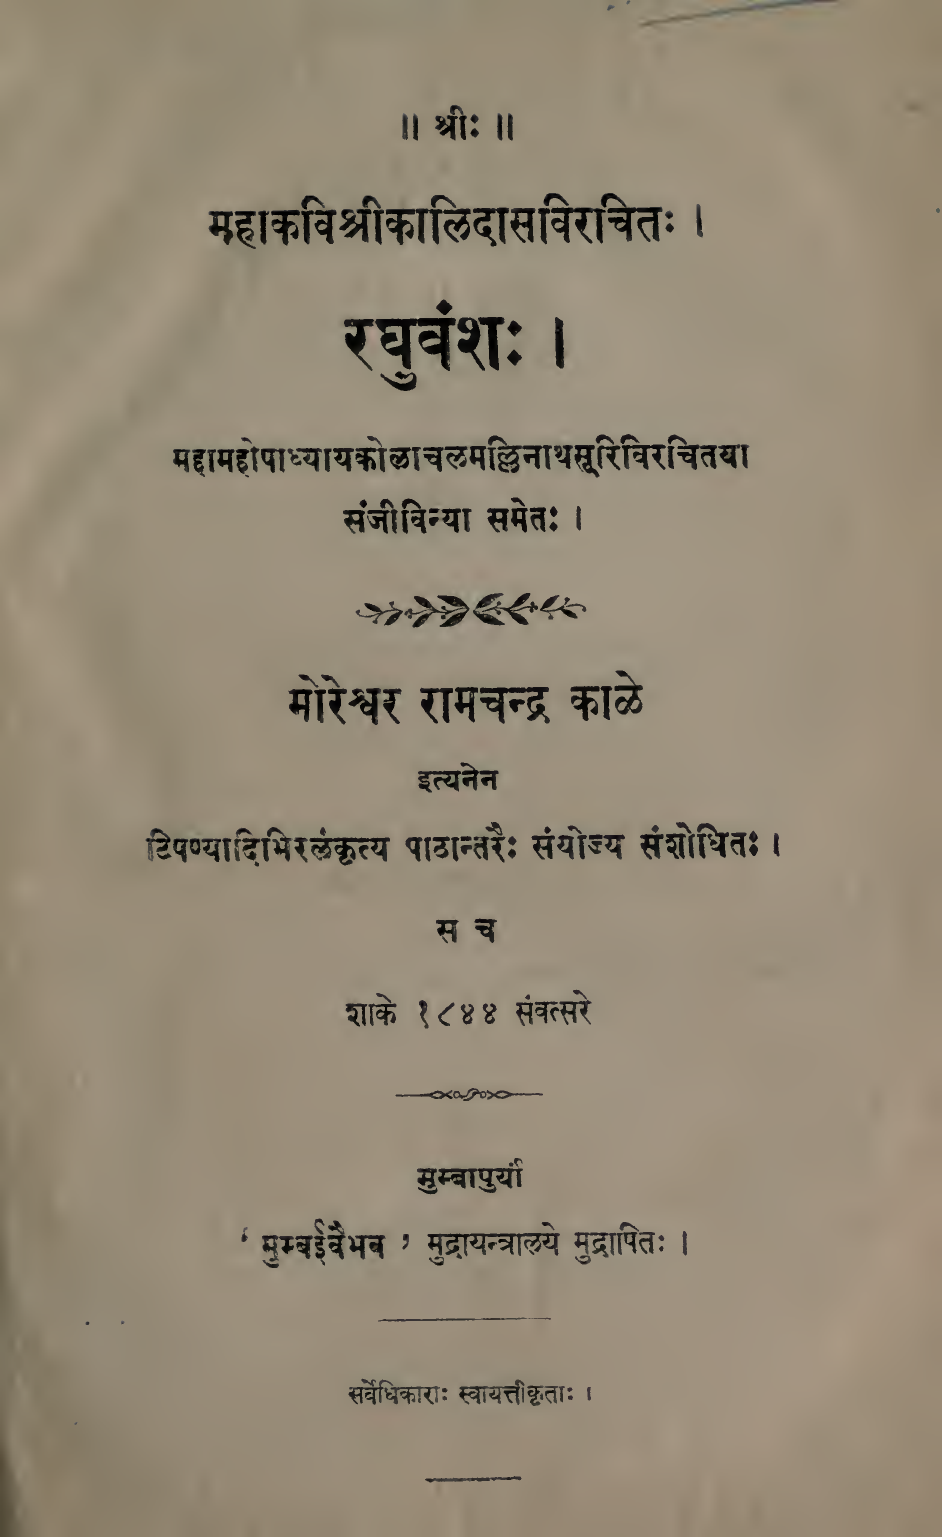 ॥ श्रीः ॥
महाकविश्रीकालिदासविरचितः ।
रघुवंशः ।
महामहोपाध्यायकोलाचलमल्लिनाथसूरिविरचितया
संजीविन्या समेतः ।
मोरेश्वर रामचन्द्र काळे
इत्यनेन
टिपण्यादिभिरलंकृत्य पाठान्तरैः संयोज्य संशोधितः ।
स च
शाके १८४४ संवत्सरे
मुम्बापुर्यां
‘ मुम्बईवैभव ’ मुद्रायन्त्रालये मुद्रापितः ।
सर्वेधिकाराः स्वायत्तीकृताः ।